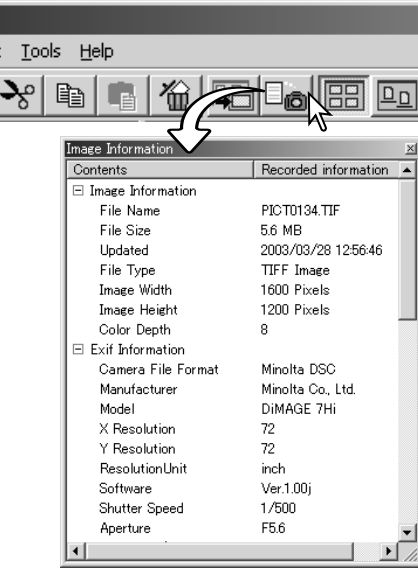 Tools Help
Image Information
Contents Recorded information
Image Information
File Name PICT0134.TIF
File Size 5.6 MB
Updated 2003/03/28 12:56:46
File Type TIFF Image
Image Width 1600 Pixels
Image Height 1200 Pixels
Color Depth 8
Exif Information
Camera File Format Minolta DSC
Manufacturer Minolta Co., Ltd.
Model DiMAGE 7Hi
X Resolution 72
Y Resolution 72
ResolutionUnit inch
Software Ver.1.00j
Shutter Speed 1/500
Aperture F5.6